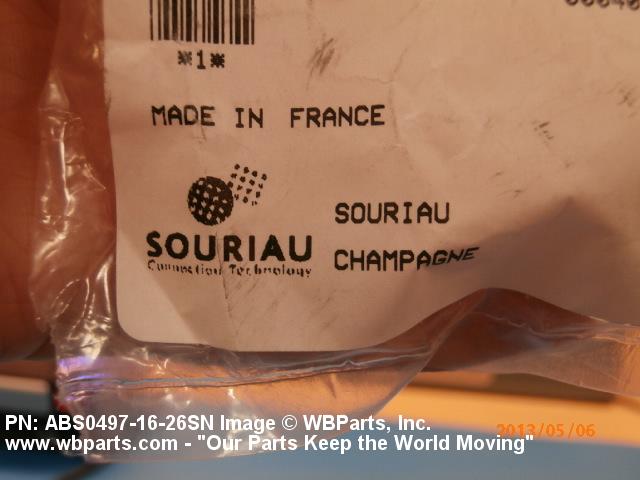 *1*
MADE IN FRANCE
SOURIAU
SOURIAU
Connection Technology
CHAMPAGNE
PN: ABS0497-16-26SN Image © WBParts, Inc.
2013/05/06
www.wbparts.com - "Our Parts Keep the World Moving"